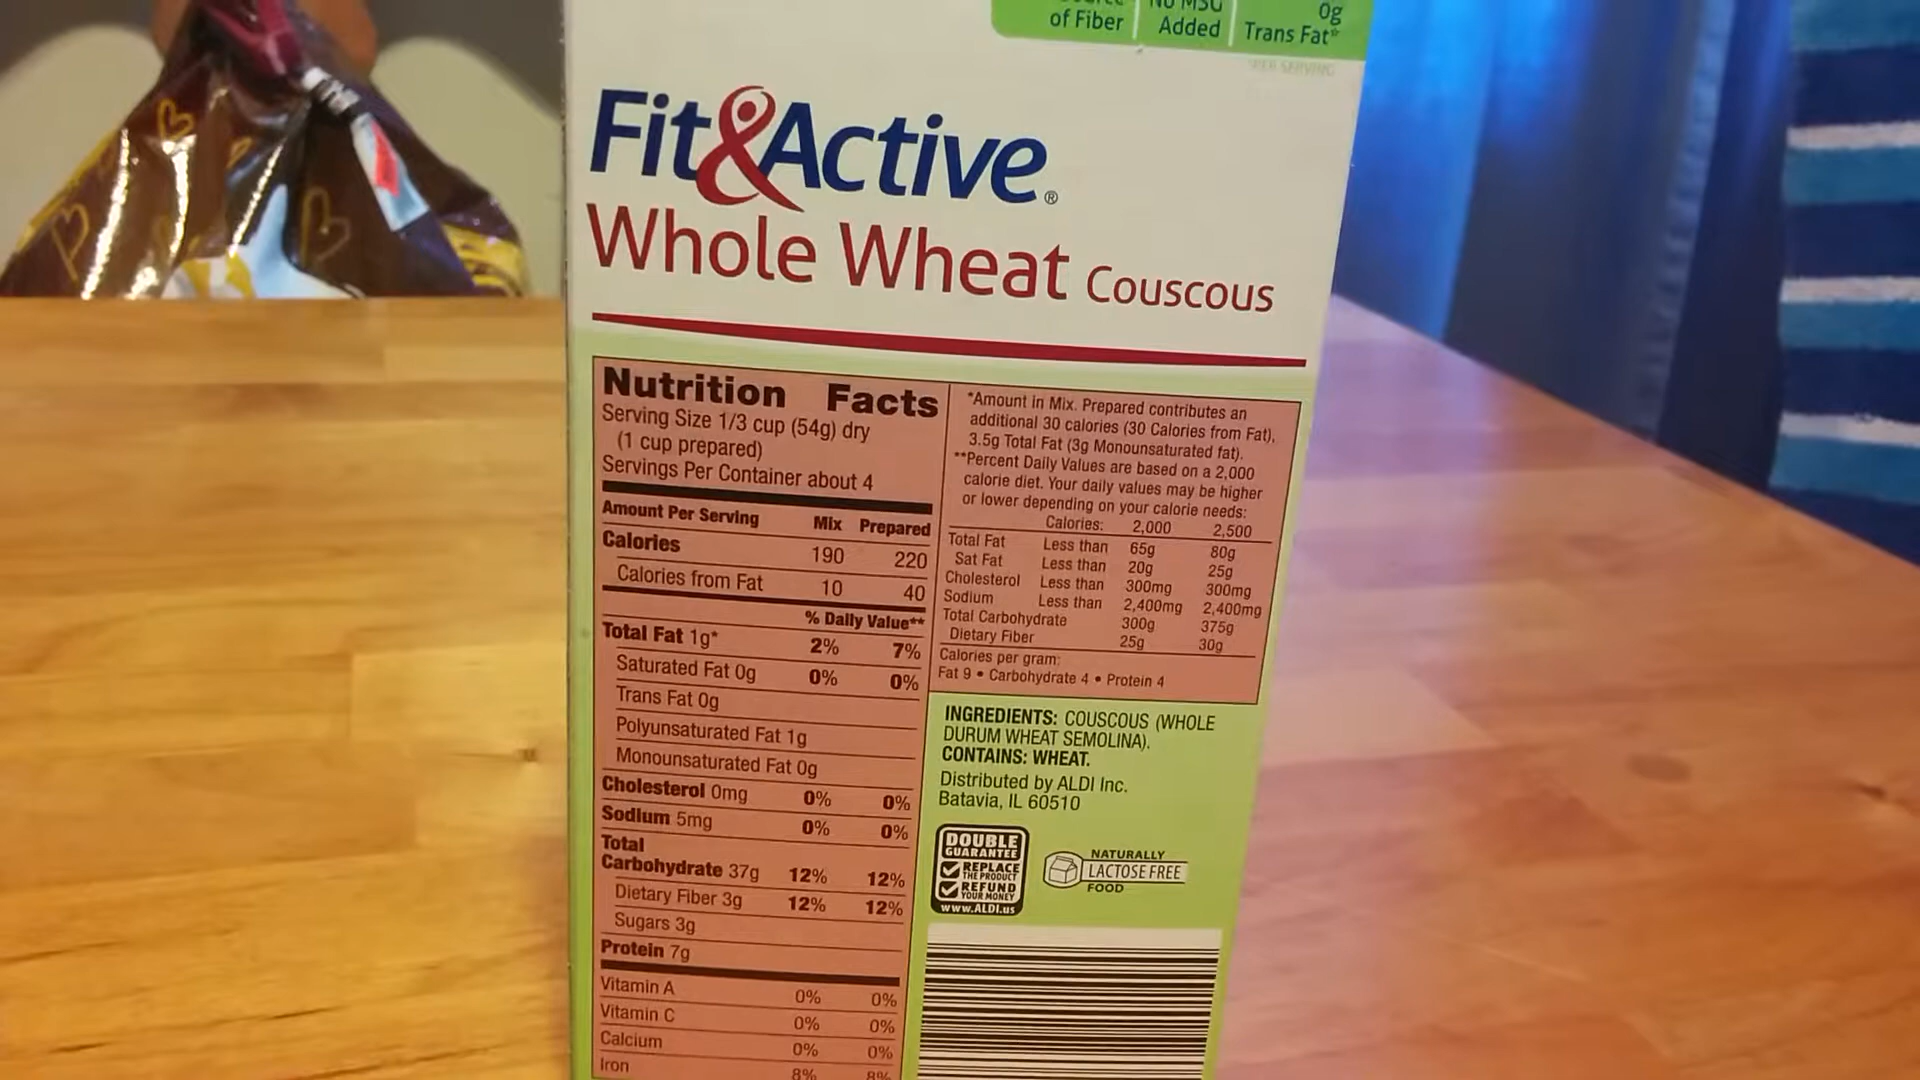 of Fiber
No MSG
Added
0g
Trans Fat*
PER SERVING
Fit&Active®
Whole Wheat Couscous
Nutrition Facts
Serving Size 1/3 cup (54g) dry
(1 cup prepared)
Servings Per Container about 4
Amount Per Serving Mix Prepared
Calories 190 220
Calories from Fat 10 40
% Daily Value**
Total Fat 1g* 2% 7%
Saturated Fat 0g 0% 0%
Trans Fat 0g
Polyunsaturated Fat 1g
Monounsaturated Fat 0g
Cholesterol 0mg 0% 0%
Sodium 5mg 0% 0%
Total
Carbohydrate 37g 12% 12%
Dietary Fiber 3g 12% 12%
Sugars 3g
Protein 7g
Vitamin A 0% 0%
Vitamin C 0% 0%
Calcium 0% 0%
Iron 8% 8%
*Amount in Mix. Prepared contributes an
additional 30 calories (30 Calories from Fat),
3.5g Total Fat (3g Monounsaturated fat).
**Percent Daily Values are based on a 2,000
calorie diet. Your daily values may be higher
or lower depending on your calorie needs:
Calories: 2,000 2,500
Total Fat Less than 65g 80g
Sat Fat Less than 20g 25g
Cholesterol Less than 300mg 300mg
Sodium Less than 2,400mg 2,400mg
Total Carbohydrate 300g 375g
Dietary Fiber 25g 30g
Calories per gram:
Fat 9 • Carbohydrate 4 • Protein 4
INGREDIENTS: COUSCOUS (WHOLE
DURUM WHEAT SEMOLINA).
CONTAINS: WHEAT.
Distributed by ALDI Inc.
Batavia, IL 60510
DOUBLE
GUARANTEE
REPLACE
THE PRODUCT
REFUND
YOUR MONEY
www.ALDI.us
NATURALLY
LACTOSE FREE
FOOD